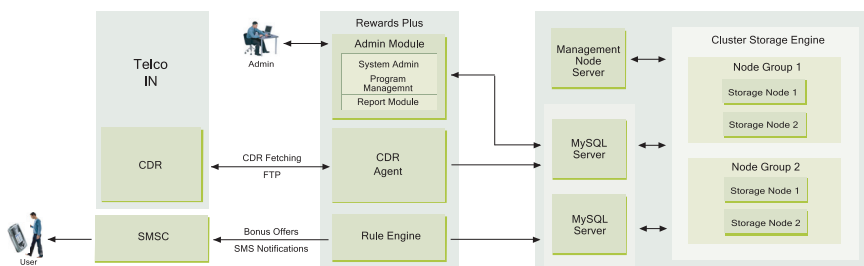 Telco
IN
CDR
SMSC
User
Admin
CDR Fetching
FTP
Bonus Offers
SMS Notifications
Rewards Plus
Admin Module
System Admin
Program
Managemnt
Report Module
CDR
Agent
Rule Engine
Management
Node
Server
MySQL
Server
MySQL
Server
Cluster Storage Engine
Node Group 1
Storage Node 1
Storage Node 2
Node Group 2
Storage Node 1
Storage Node 2